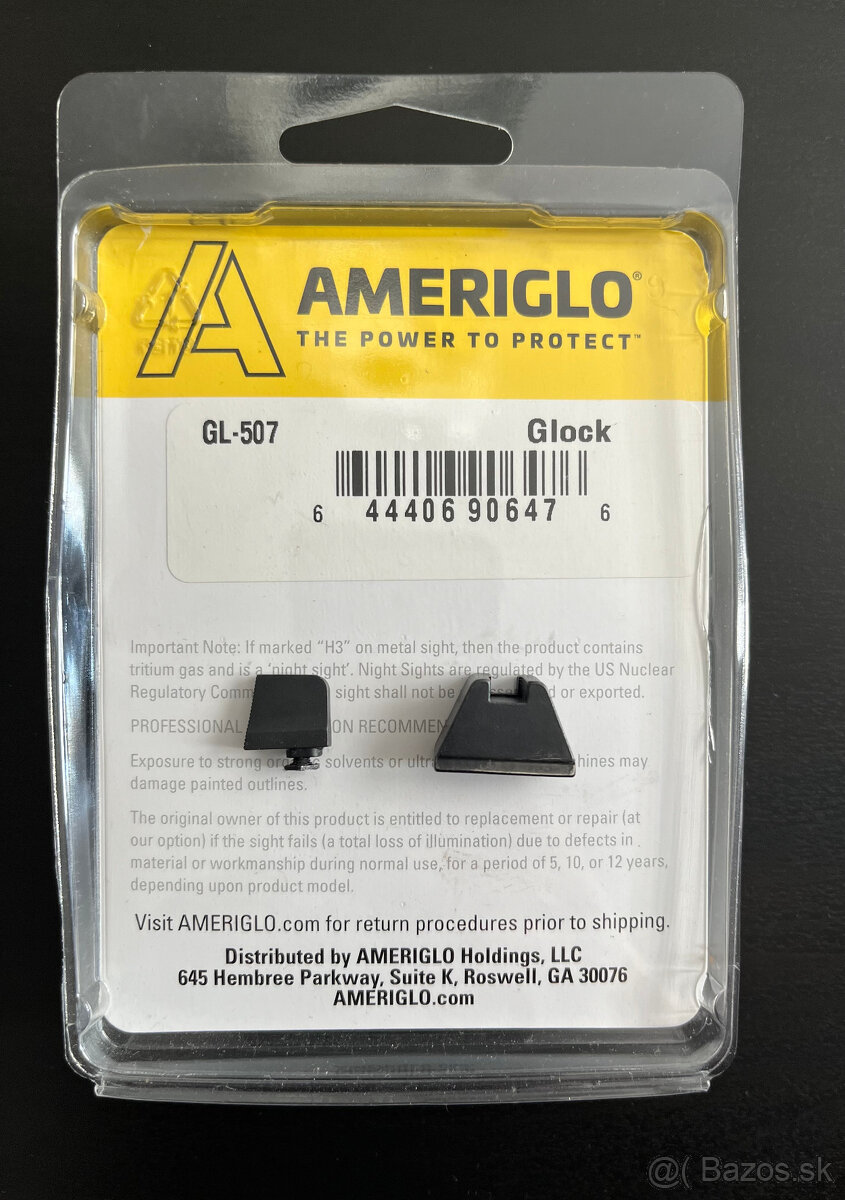 AMERIGLO®
THE POWER TO PROTECT™
GL-507 Glock
6 44406 90647 6
Important Note: If marked “H3” on metal sight, then the product contains
tritium gas and is a ‘night sight’. Night Sights are regulated by the US Nuclear
Regulatory Comm sight shall not be d or exported.
PROFESSIONAL ON RECOMMEN
Exposure to strong solvents or ultra hines may
damage painted outlines.
The original owner of this product is entitled to replacement or repair (at
our option) if the sight fails (a total loss of illumination) due to defects in
material or workmanship during normal use, for a period of 5, 10, or 12 years,
depending upon product model.
Visit AMERIGLO.com for return procedures prior to shipping.
Distributed by AMERIGLO Holdings, LLC
645 Hembree Parkway, Suite K, Roswell, GA 30076
AMERIGLO.com
@( Bazos.sk